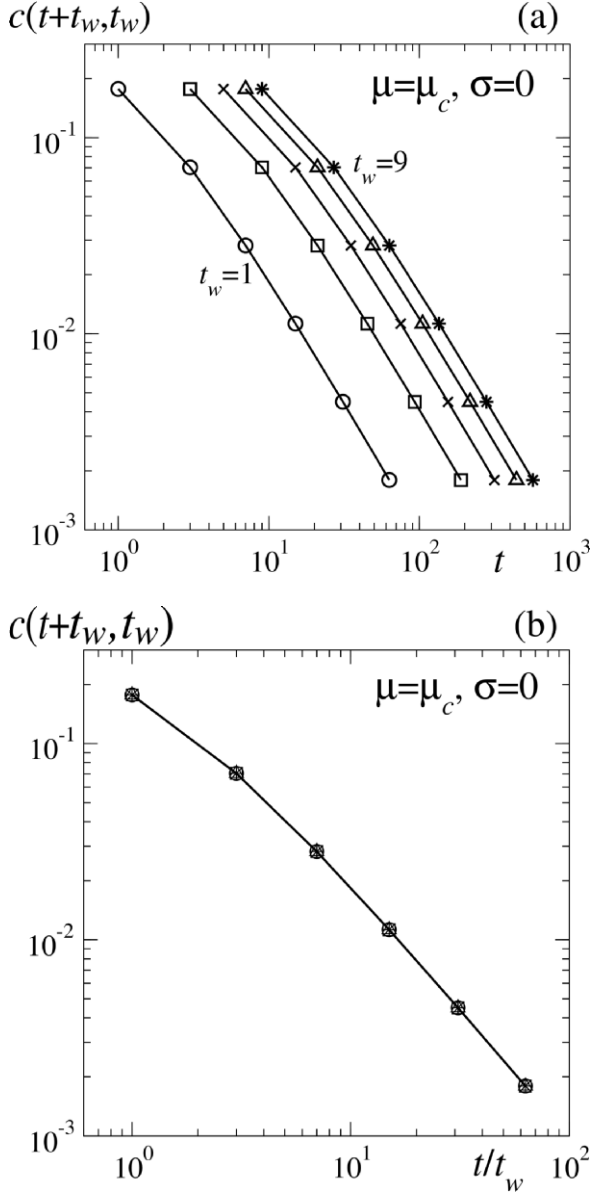 c(t+t_w,t_w) (a)
μ=μ_c, σ=0
10^-1
t_w=9
t_w=1
10^-2
10^-3
10^0 10^1 10^2 t 10^3
c(t+t_w,t_w) (b)
μ=μ_c, σ=0
10^-1
10^-2
10^-3
10^0 10^1 t/t_w 10^2